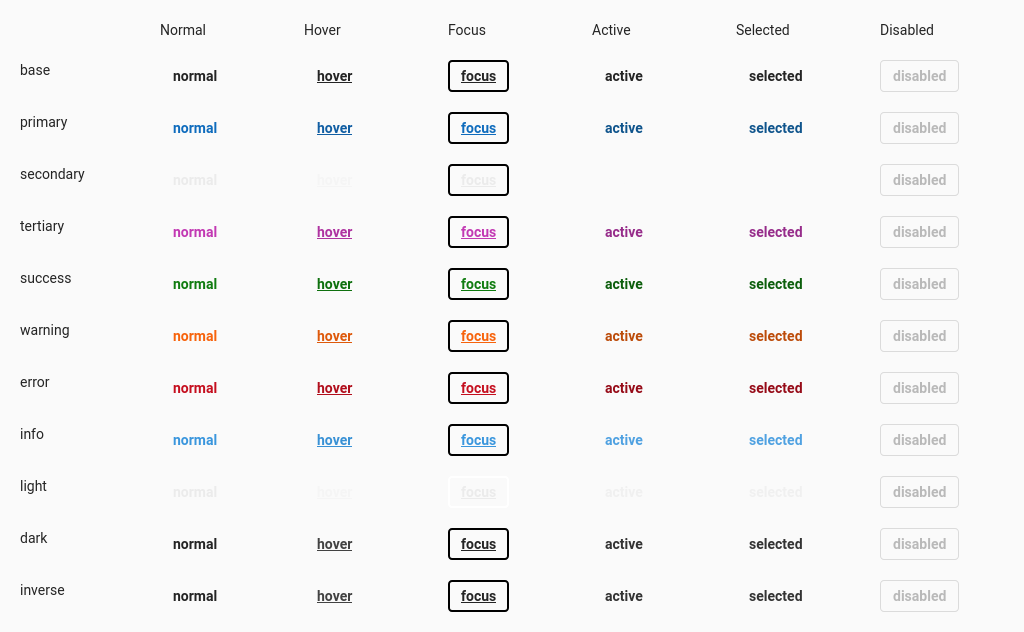 Normal Hover Focus Active Selected Disabled
base normal hover focus active selected disabled
primary normal hover focus active selected disabled
secondary normal hover focus disabled
tertiary normal hover focus active selected disabled
success normal hover focus active selected disabled
warning normal hover focus active selected disabled
error normal hover focus active selected disabled
info normal hover focus active selected disabled
light normal hover focus active selected disabled
dark normal hover focus active selected disabled
inverse normal hover focus active selected disabled